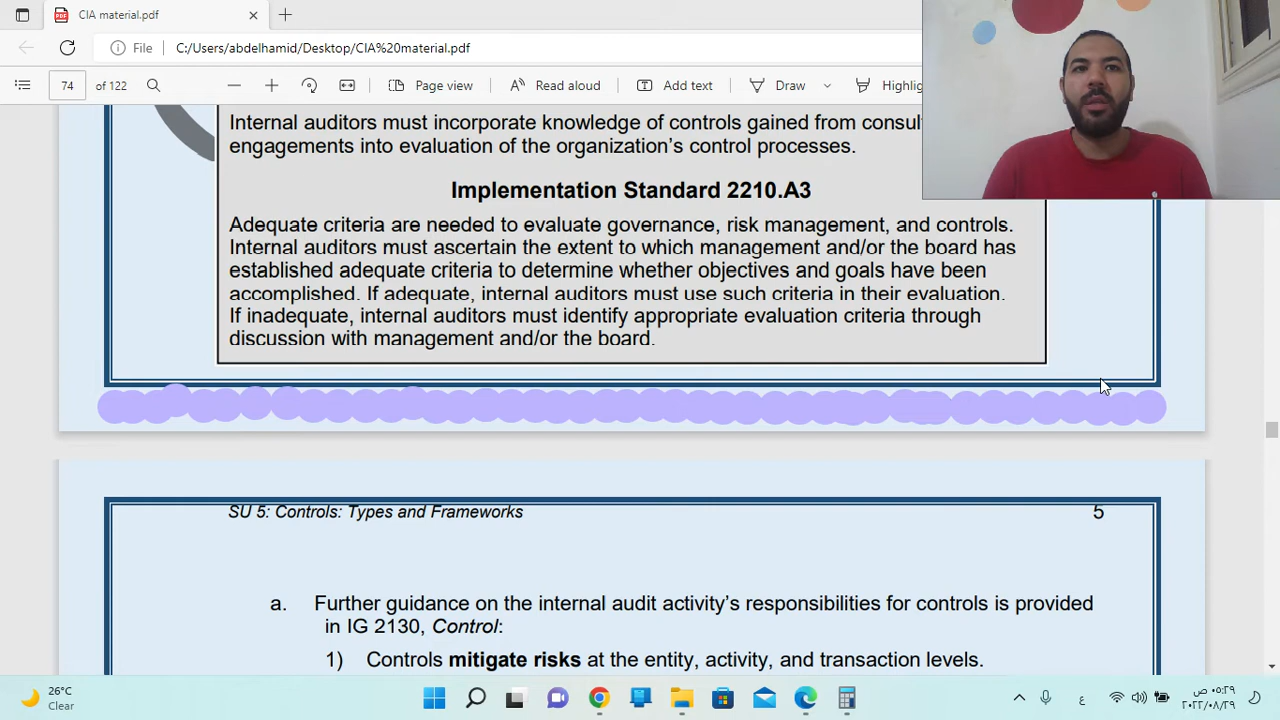 CIA material.pdf
File
C:/Users/abdelhamid/Desktop/CIA%20material.pdf
74 of 122
Page view
Read aloud
Add text
Draw
Highlig
Internal auditors must incorporate knowledge of controls gained from consul
engagements into evaluation of the organization's control processes.
Implementation Standard 2210.A3
Adequate criteria are needed to evaluate governance, risk management, and controls.
Internal auditors must ascertain the extent to which management and/or the board has
established adequate criteria to determine whether objectives and goals have been
accomplished. If adequate, internal auditors must use such criteria in their evaluation.
If inadequate, internal auditors must identify appropriate evaluation criteria through
discussion with management and/or the board.
SU 5: Controls: Types and Frameworks 5
a. Further guidance on the internal audit activity's responsibilities for controls is provided
in IG 2130, Control:
1) Controls mitigate risks at the entity, activity, and transaction levels.
26°C
Clear
ع
٠٥:٢٩ ص
٢٠٢٢/٠٨/٢٩